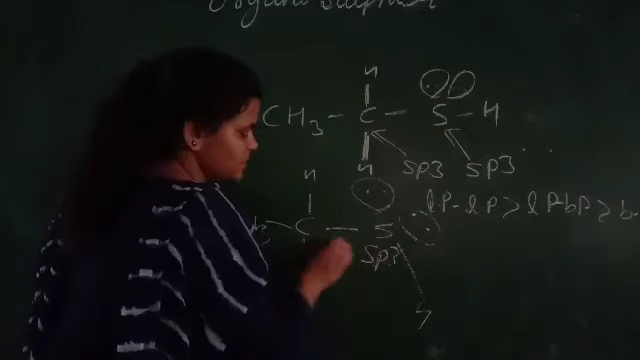 Organo Sulphur
H
CH3 - C - S - H
H sp3 sp3
H
C - S
sp3
lp-lp > lp-bp > b